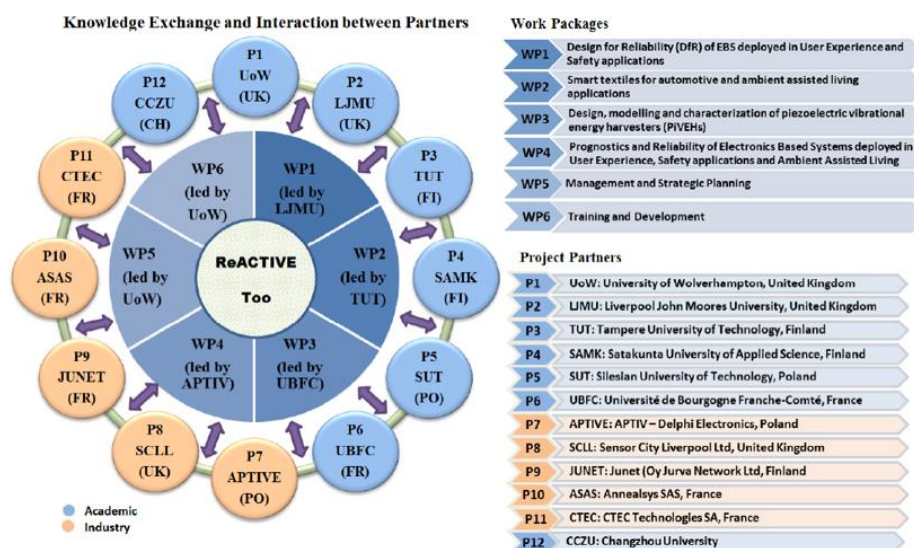 Knowledge Exchange and Interaction between Partners
P1
UoW
(UK)
P2
LJMU
(UK)
P3
TUT
(FI)
P4
SAMK
(FI)
P5
SUT
(PO)
P6
UBFC
(FR)
P7
APTIVE
(PO)
P8
SCLL
(UK)
P9
JUNET
(FR)
P10
ASAS
(FR)
P11
CTEC
(FR)
P12
CCZU
(CH)
WP1
(led by
LJMU)
WP2
(led by
TUT)
WP3
(led by
UBFC)
WP4
(led by
APTIV)
WP5
(led by
UoW)
WP6
(led by
UoW)
ReACTIVE
Too
Academic
Industry
Work Packages
WP1 Design for Reliability (DfR) of EBS deployed in User Experience and
Safety applications
WP2 Smart textiles for automotive and ambient assisted living
applications
WP3 Design, modelling and characterization of piezoelectric vibrational
energy harvesters (PiVEHs)
WP4 Prognostics and Reliability of Electronics Based Systems deployed in
User Experience, Safety applications and Ambient Assisted Living
WP5 Management and Strategic Planning
WP6 Training and Development
Project Partners
P1 UoW: University of Wolverhampton, United Kingdom
P2 LJMU: Liverpool John Moores University, United Kingdom
P3 TUT: Tampere University of Technology, Finland
P4 SAMK: Satakunta University of Applied Science, Finland
P5 SUT: Silesian University of Technology, Poland
P6 UBFC: Université de Bourgogne Franche-Comté, France
P7 APTIVE: APTIV – Delphi Electronics, Poland
P8 SCLL: Sensor City Liverpool Ltd, United Kingdom
P9 JUNET: Junet (Oy Jurva Network Ltd, Finland
P10 ASAS: Annealsys SAS, France
P11 CTEC: CTEC Technologies SA, France
P12 CCZU: Changzhou University